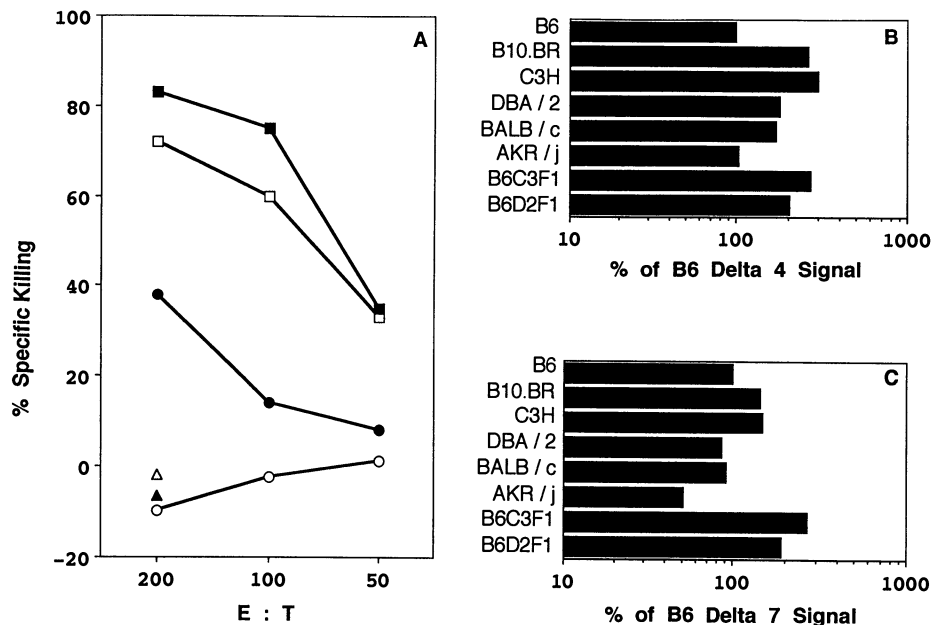 A
100
80
60
40
20
0
-20
% Specific Killing
200 100 50
E : T
B
B6
B10.BR
C3H
DBA / 2
BALB / c
AKR / j
B6C3F1
B6D2F1
10 100 1000
% of B6 Delta 4 Signal
C
B6
B10.BR
C3H
DBA / 2
BALB / c
AKR / j
B6C3F1
B6D2F1
10 100 1000
% of B6 Delta 7 Signal